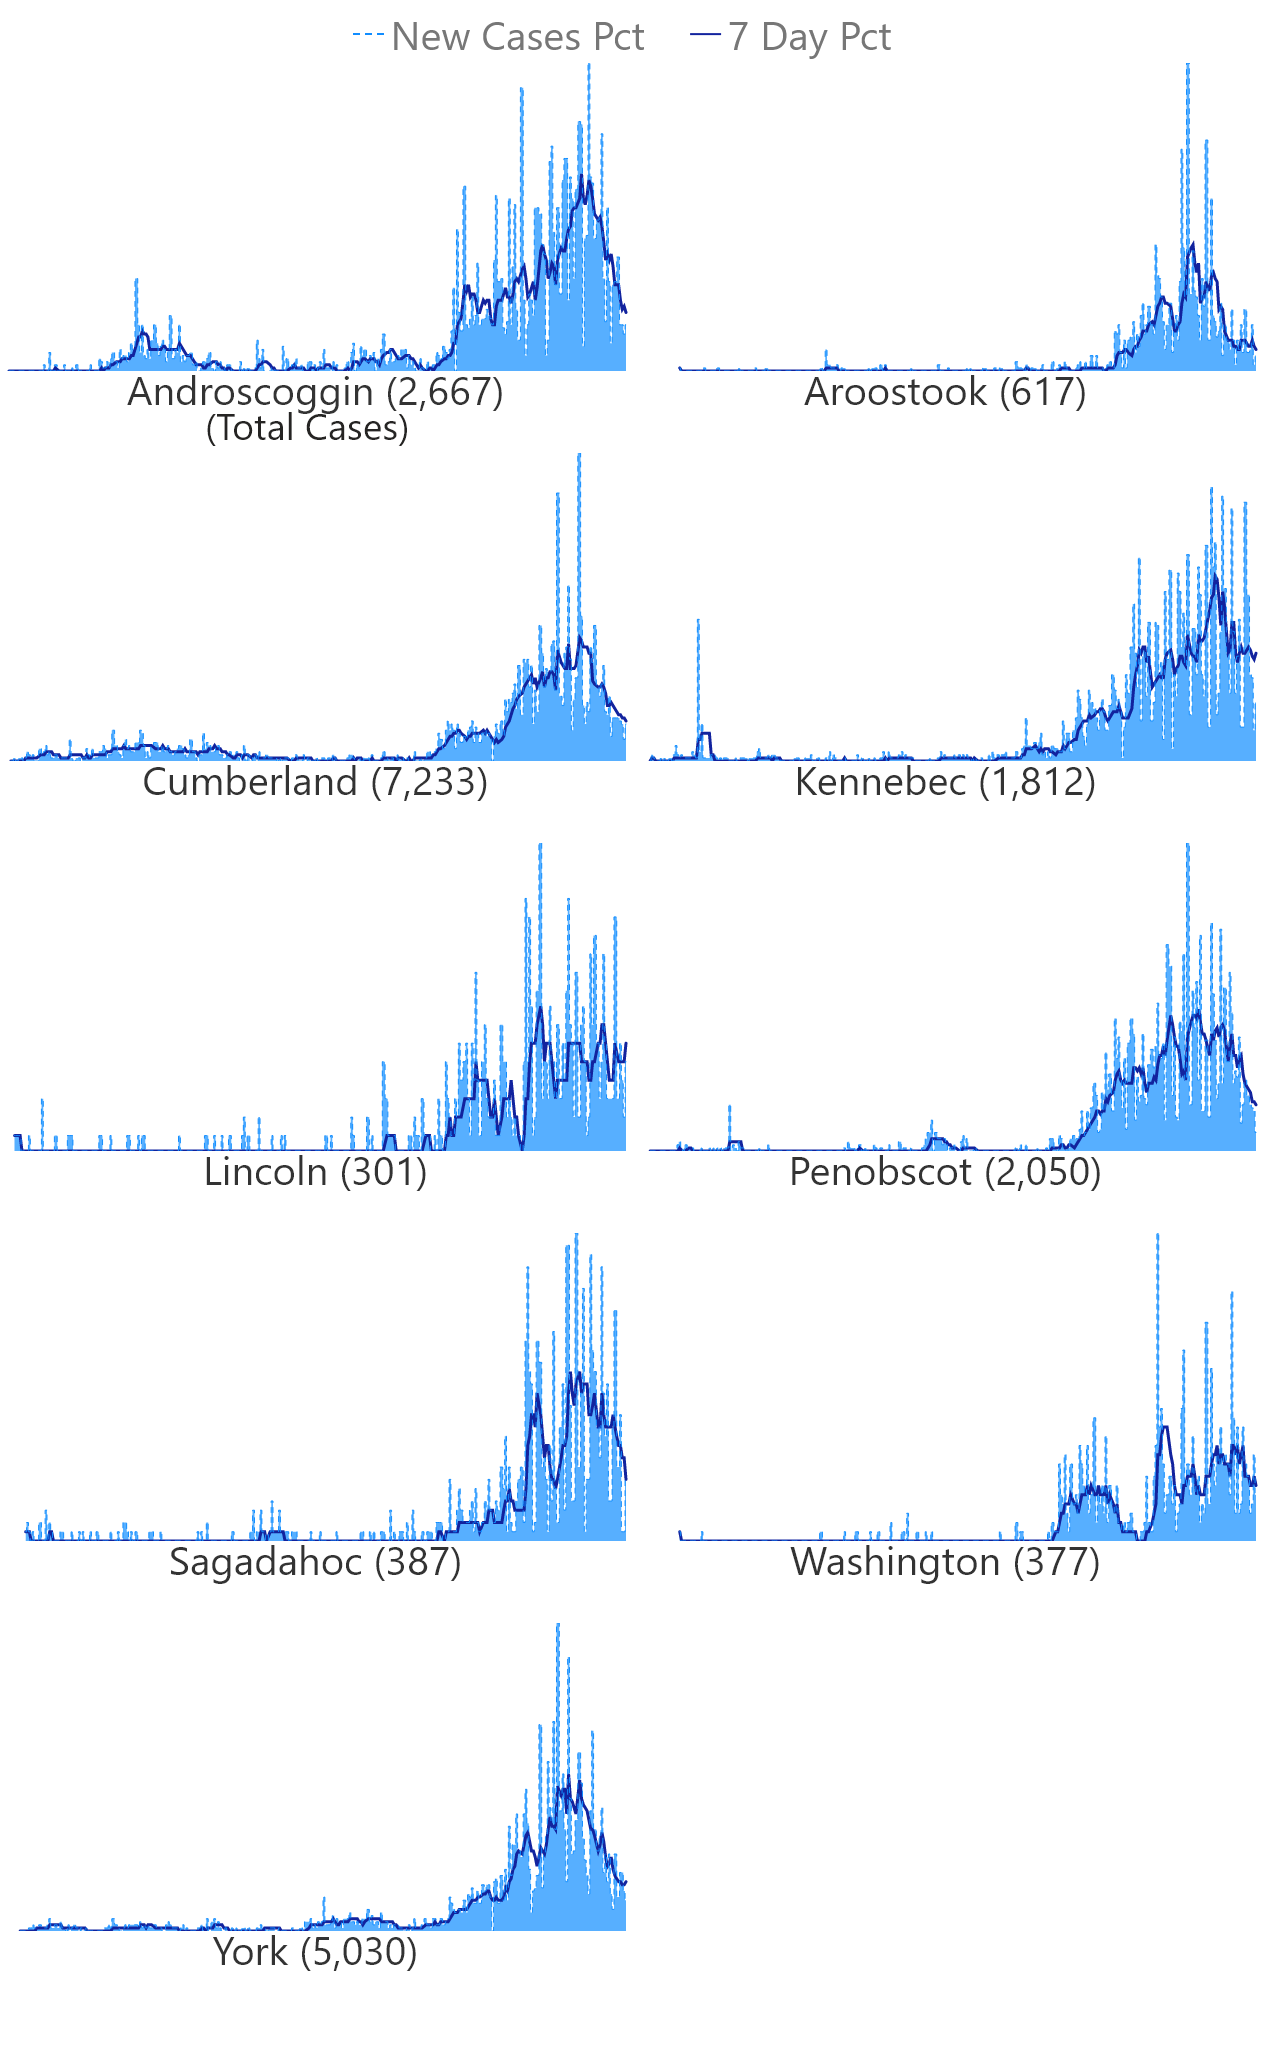 New Cases Pct 7 Day Pct
Androscoggin (2,667) Aroostook (617)
(Total Cases)
Cumberland (7,233) Kennebec (1,812)
Lincoln (301) Penobscot (2,050)
Sagadahoc (387) Washington (377)
York (5,030)